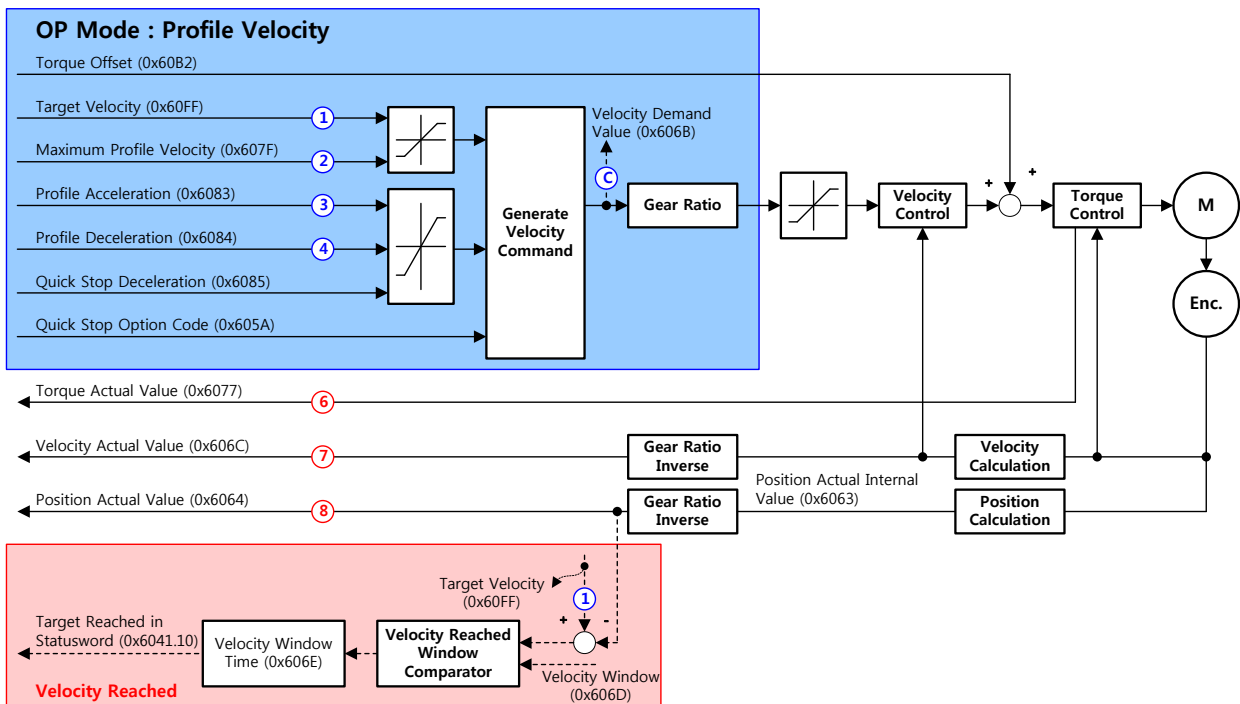 OP Mode : Profile Velocity
Torque Offset (0x60B2)
Target Velocity (0x60FF)
1
Maximum Profile Velocity (0x607F)
2
Profile Acceleration (0x6083)
3
Profile Deceleration (0x6084)
4
Quick Stop Deceleration (0x6085)
Quick Stop Option Code (0x605A)
Generate
Velocity
Command
Velocity Demand
Value (0x606B)
C
Gear Ratio
Velocity
Control
+
+
Torque
Control
M
Enc.
Torque Actual Value (0x6077)
6
Velocity Actual Value (0x606C)
7
Gear Ratio
Inverse
Velocity
Calculation
Position Actual Value (0x6064)
8
Gear Ratio
Inverse
Position Actual Internal
Value (0x6063)
Position
Calculation
Target Velocity
(0x60FF)
1
+
-
Target Reached in
Statusword (0x6041.10)
Velocity Window
Time (0x606E)
Velocity Reached
Window
Comparator
Velocity Window
(0x606D)
Velocity Reached